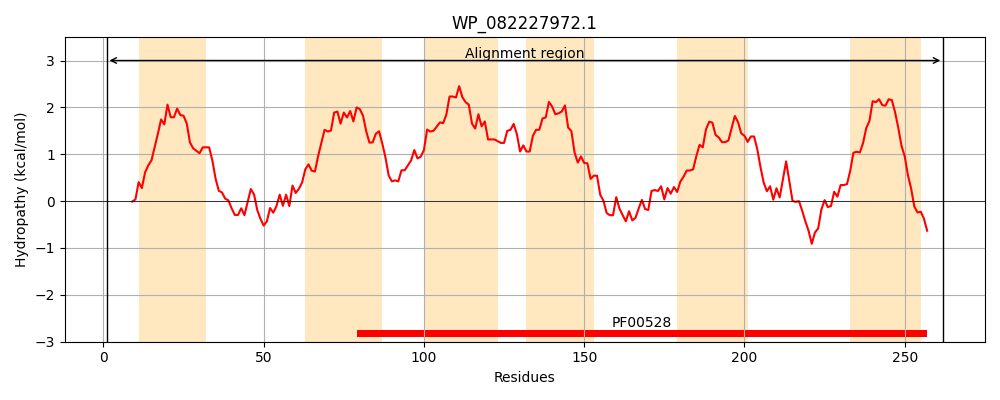 WP_082227972.1
Alignment region
PF00528
3
2
1
0
−1
−2
−3
Hydropathy (kcal/mol)
0 50 100 150 200 250
Residues